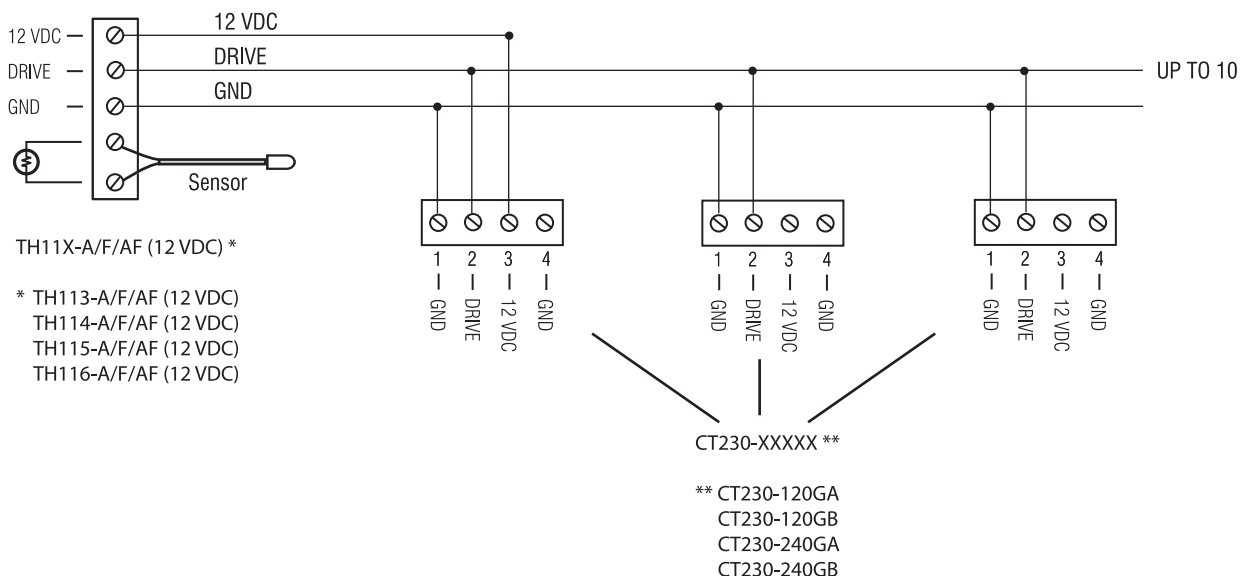 12 VDC
12 VDC
DRIVE
DRIVE
GND
GND
UP TO 10
Sensor
TH11X-A/F/AF (12 VDC) *
* TH113-A/F/AF (12 VDC)
TH114-A/F/AF (12 VDC)
TH115-A/F/AF (12 VDC)
TH116-A/F/AF (12 VDC)
1 2 3 4
GND DRIVE 12 VDC GND
1 2 3 4
GND DRIVE 12 VDC GND
1 2 3 4
GND DRIVE 12 VDC GND
CT230-XXXXX **
** CT230-120GA
CT230-120GB
CT230-240GA
CT230-240GB